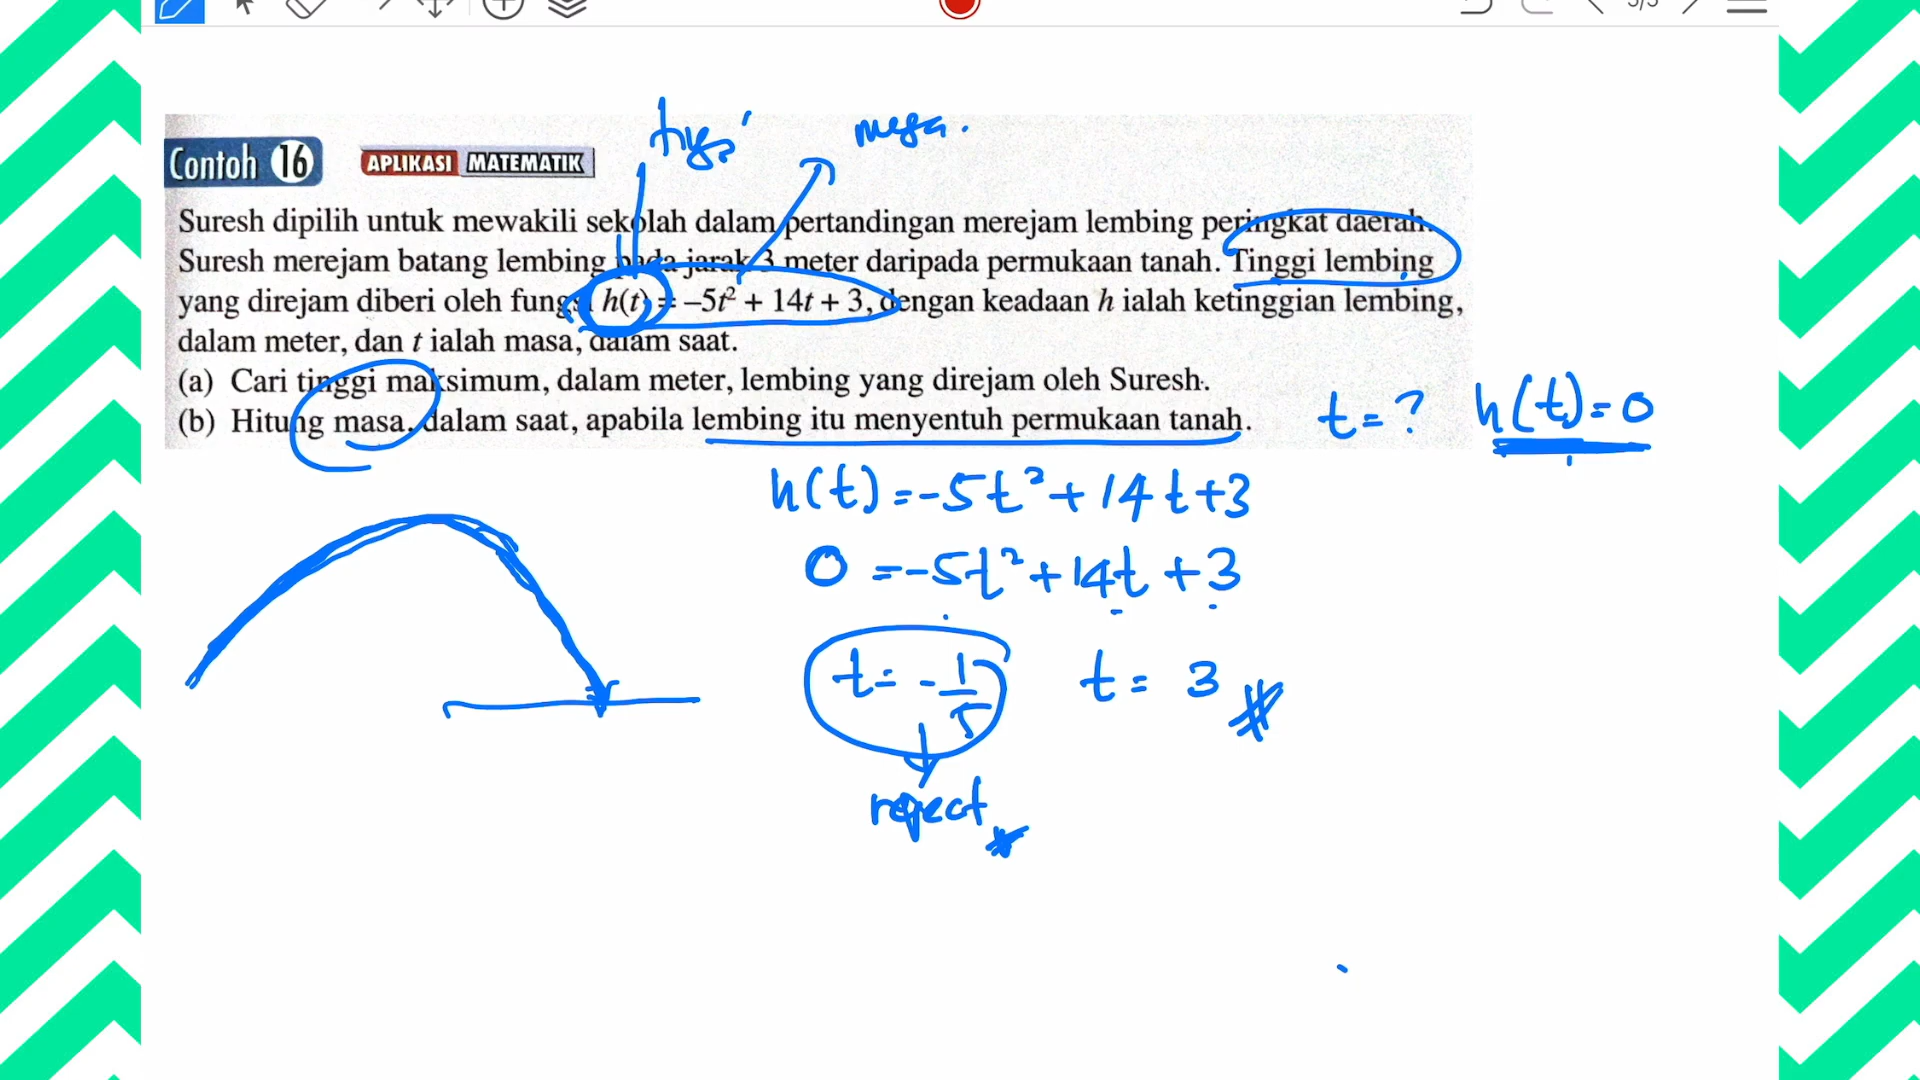 5/5
tinggi
masa.
Contoh 16 APLIKASI MATEMATIK
Suresh dipilih untuk mewakili sekolah dalam pertandingan merejam lembing peringkat daerah.
Suresh merejam batang lembing pada jarak 3 meter daripada permukaan tanah. Tinggi lembing
yang direjam diberi oleh fungsi h(t) = –5t² + 14t + 3, dengan keadaan h ialah ketinggian lembing,
dalam meter, dan t ialah masa, dalam saat.
(a) Cari tinggi maksimum, dalam meter, lembing yang direjam oleh Suresh.
(b) Hitung masa, dalam saat, apabila lembing itu menyentuh permukaan tanah.
t = ? h(t) = 0
h(t) = -5t² + 14t + 3
0 = -5t² + 14t + 3
t = -1/5 t = 3
reject